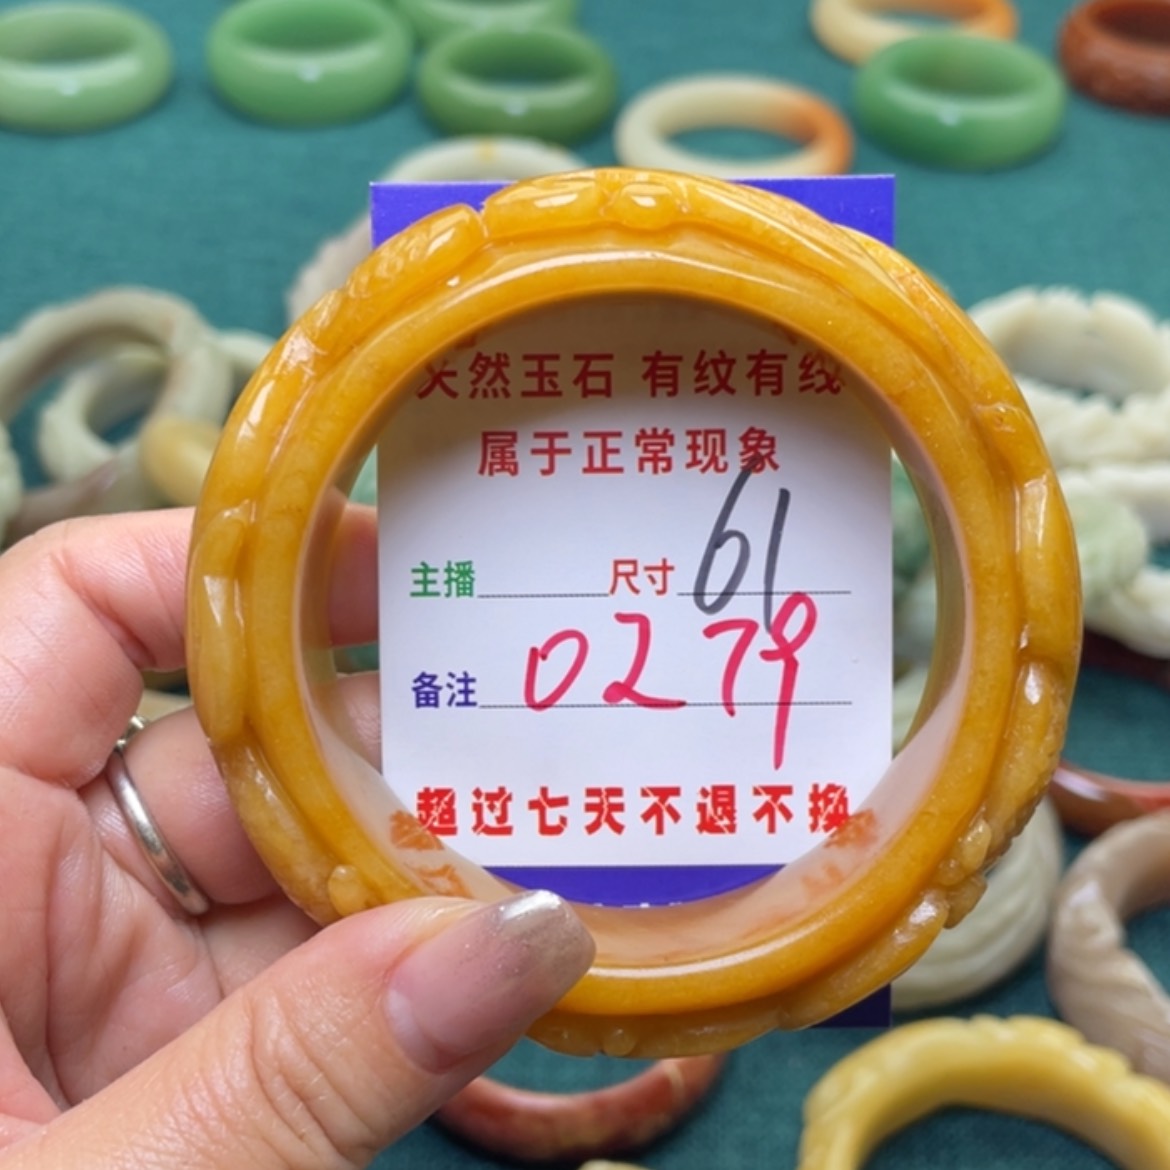 天然玉石 有纹有线
属于正常现象
主播 尺寸 61
备注 0279
超过七天不退不换